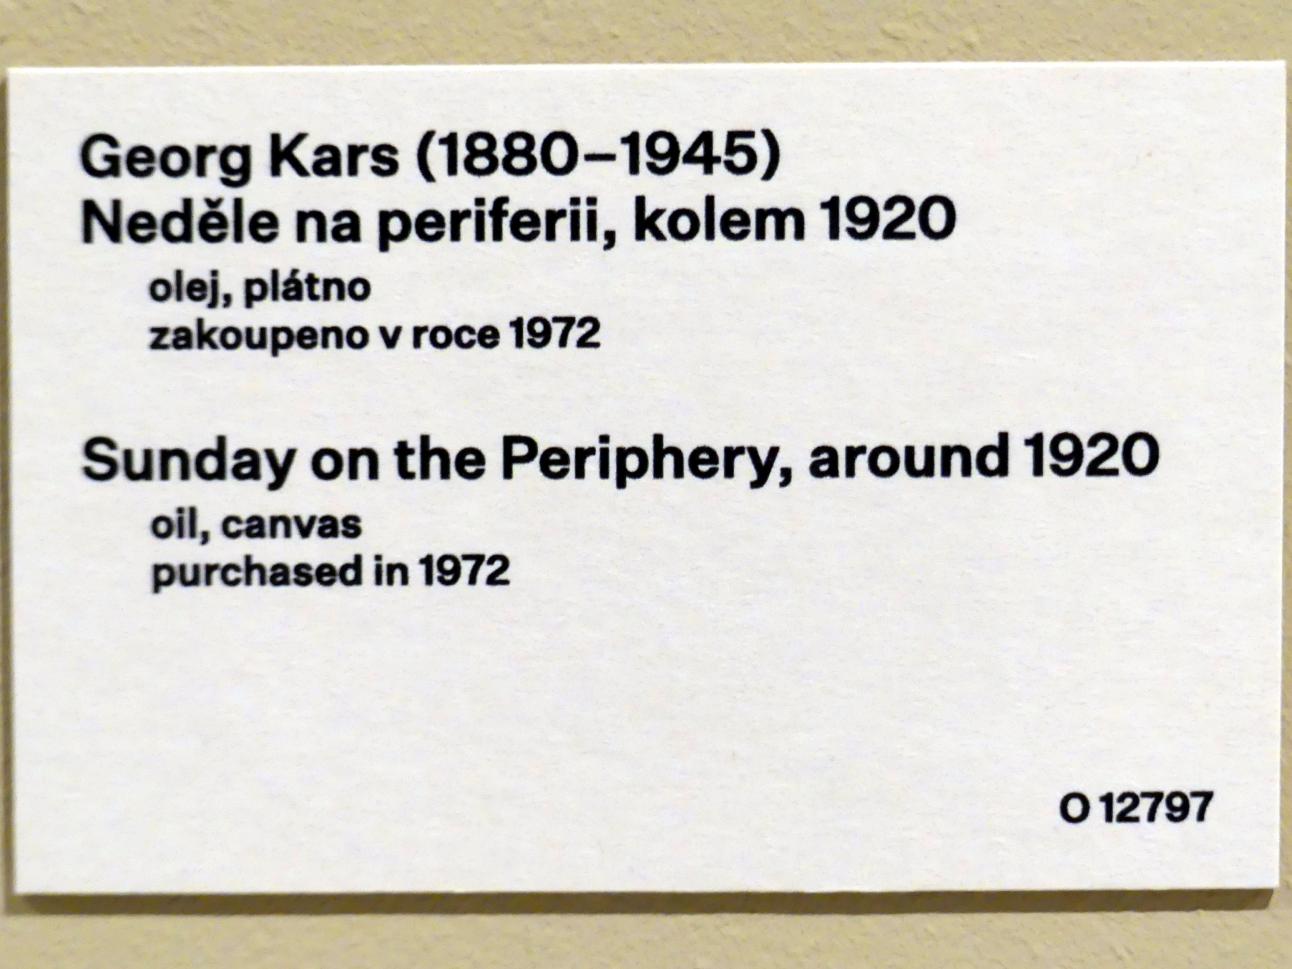 Georg Kars (1880–1945)
Neděle na periferii, kolem 1920
olej, plátno
zakoupeno v roce 1972
Sunday on the Periphery, around 1920
oil, canvas
purchased in 1972
O 12797